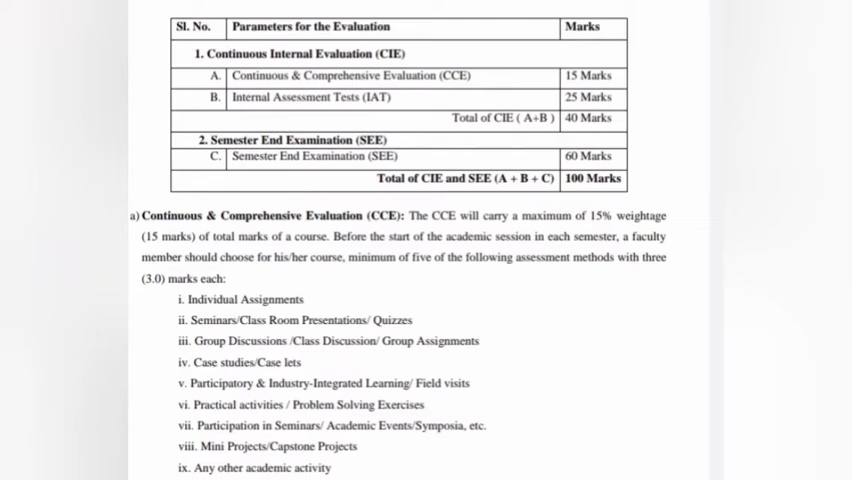 Sl. No. Parameters for the Evaluation Marks
1. Continuous Internal Evaluation (CIE)
A. Continuous & Comprehensive Evaluation (CCE) 15 Marks
B. Internal Assessment Tests (IAT) 25 Marks
Total of CIE ( A+B ) 40 Marks
2. Semester End Examination (SEE)
C. Semester End Examination (SEE) 60 Marks
Total of CIE and SEE (A + B + C) 100 Marks
a) Continuous & Comprehensive Evaluation (CCE): The CCE will carry a maximum of 15% weightage
(15 marks) of total marks of a course. Before the start of the academic session in each semester, a faculty
member should choose for his/her course, minimum of five of the following assessment methods with three
(3.0) marks each:
i. Individual Assignments
ii. Seminars/Class Room Presentations/ Quizzes
iii. Group Discussions /Class Discussion/ Group Assignments
iv. Case studies/Case lets
v. Participatory & Industry-Integrated Learning/ Field visits
vi. Practical activities / Problem Solving Exercises
vii. Participation in Seminars/ Academic Events/Symposia, etc.
viii. Mini Projects/Capstone Projects
ix. Any other academic activity